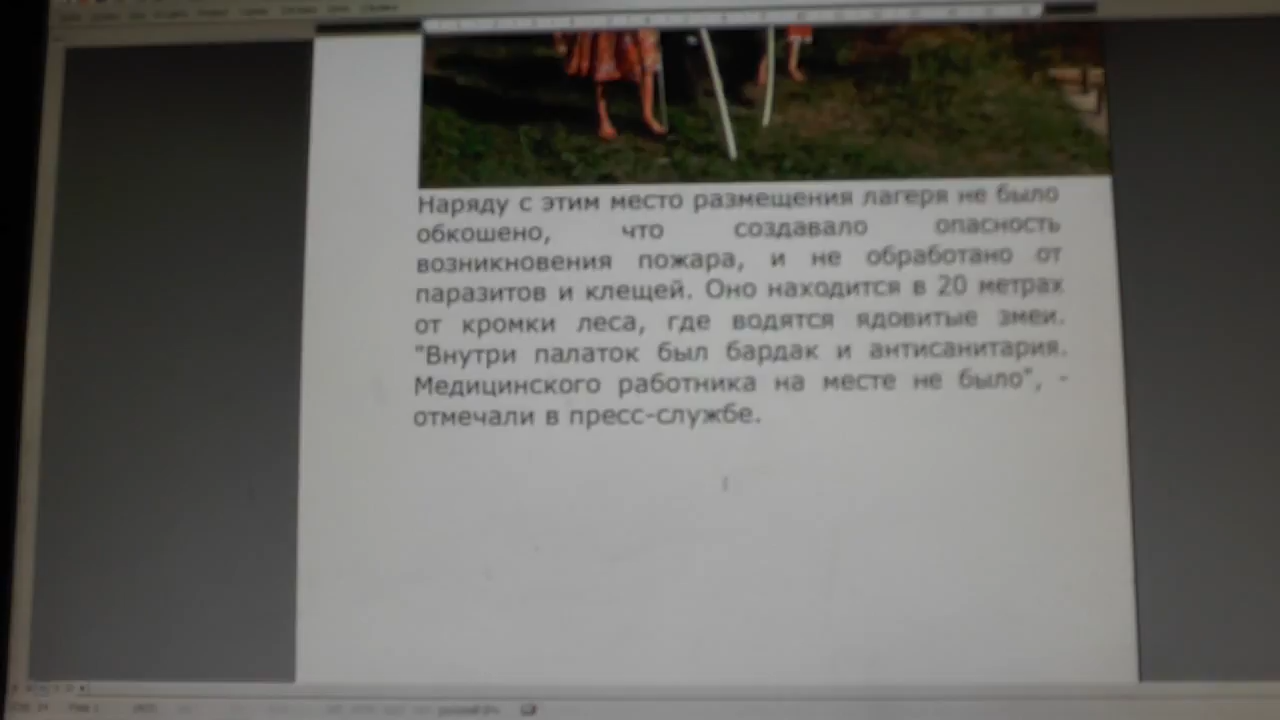 Наряду с этим место размещения лагеря не было
обкошено, что создавало опасность
возникновения пожара, и не обработано от
паразитов и клещей. Оно находится в 20 метрах
от кромки леса, где водятся ядовитые змеи.
"Внутри палаток был бардак и антисанитария.
Медицинского работника на месте не было", -
отмечали в пресс-службе.